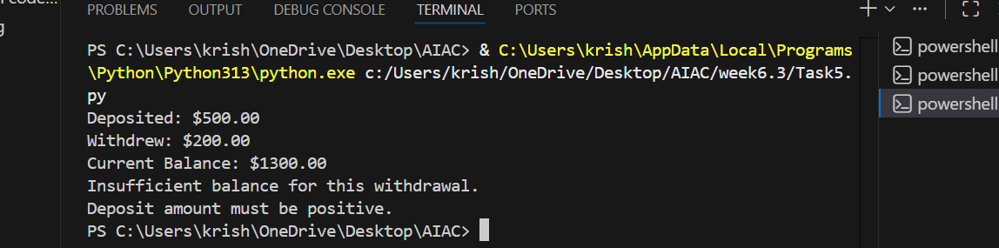 code...
g
PROBLEMS OUTPUT DEBUG CONSOLE TERMINAL PORTS
PS C:\Users\krish\OneDrive\Desktop\AIAC> & C:\Users\krish\AppData\Local\Programs
\Python\Python313\python.exe c:/Users/krish/OneDrive/Desktop/AIAC/week6.3/Task5.
py
Deposited: $500.00
Withdrew: $200.00
Current Balance: $1300.00
Insufficient balance for this withdrawal.
Deposit amount must be positive.
PS C:\Users\krish\OneDrive\Desktop\AIAC>
powershell
powershell
powershell